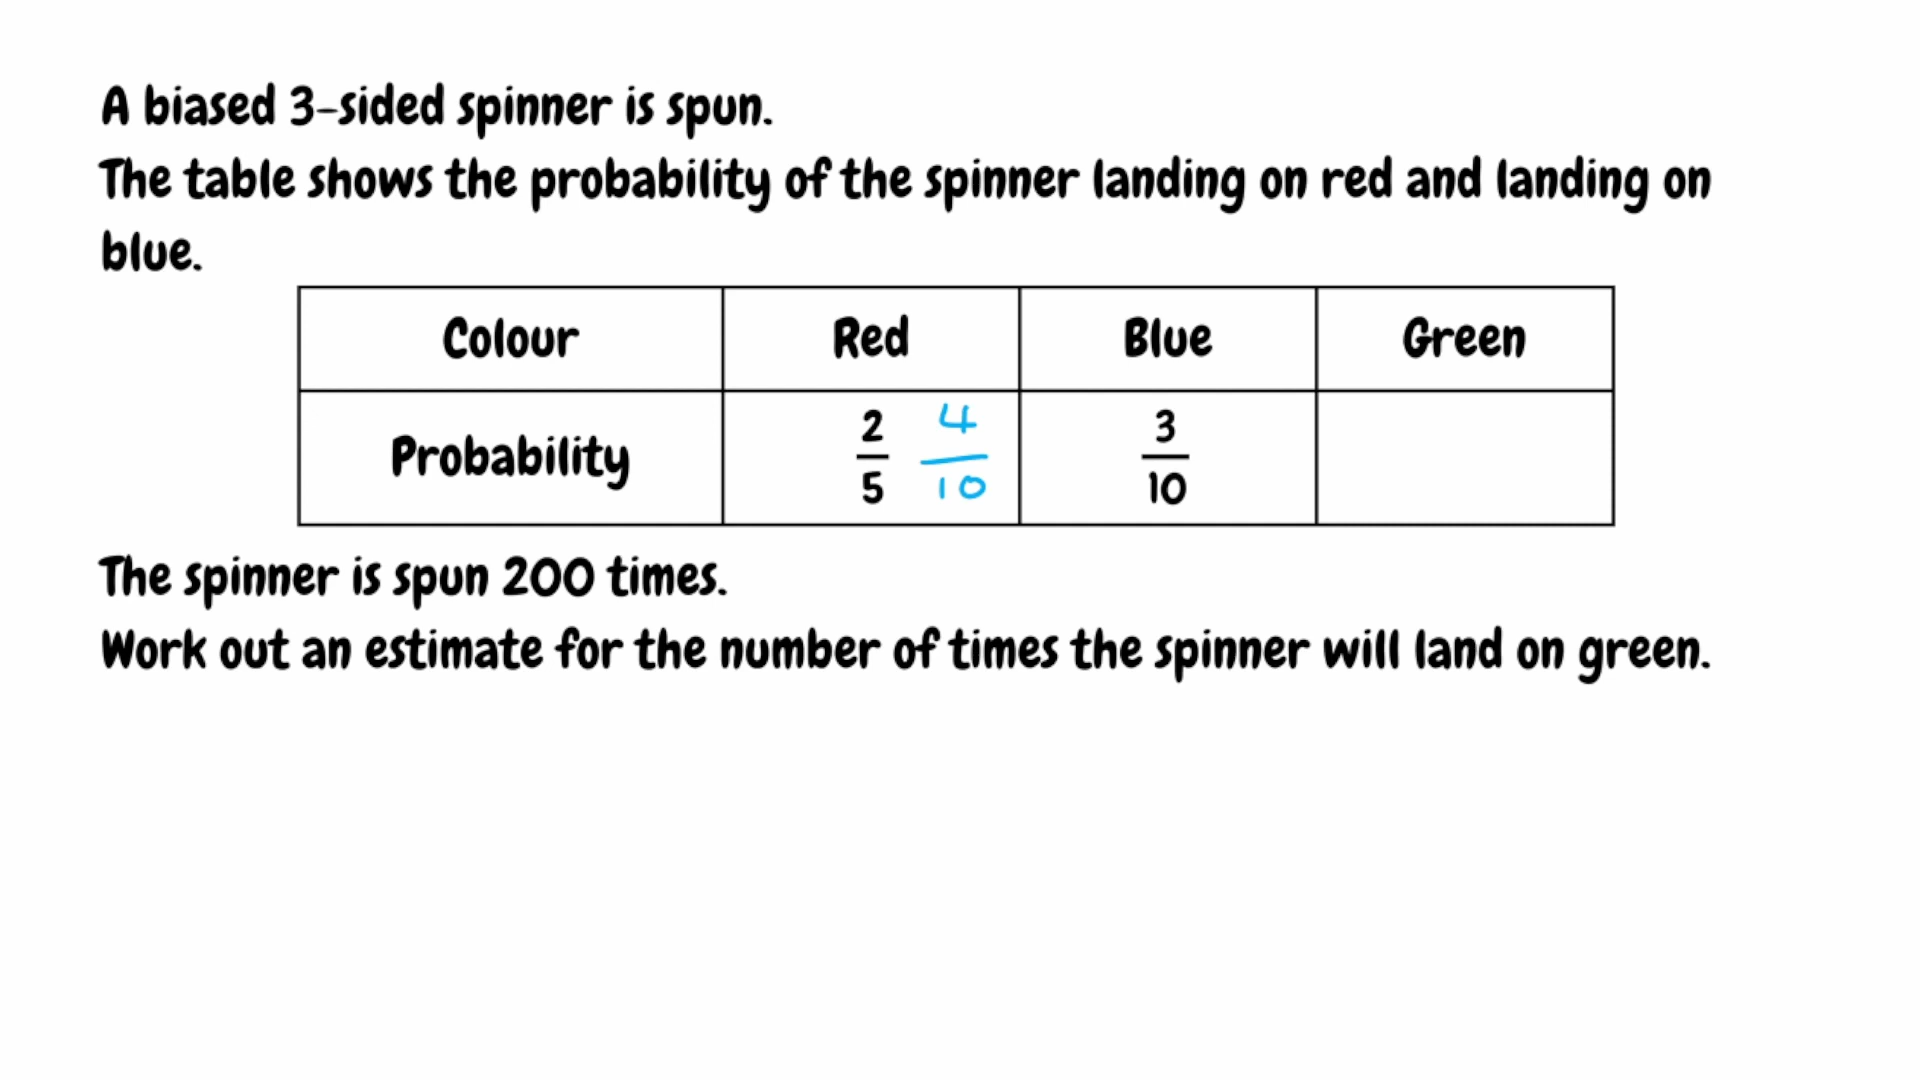 A biased 3-sided spinner is spun.
The table shows the probability of the spinner landing on red and landing on
blue.
Colour Red Blue Green
Probability 2/5 4/10 3/10
The spinner is spun 200 times.
Work out an estimate for the number of times the spinner will land on green.